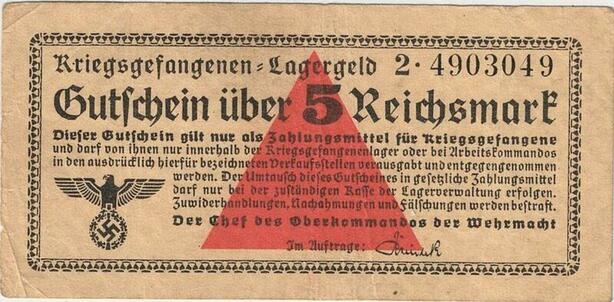 Kriegsgefangenen-Lagergeld 2·4903049
Gutschein über 5 Reichsmark
Dieser Gutschein gilt nur als Zahlungsmittel für Kriegsgefangene
und darf von ihnen nur innerhalb der Kriegsgefangenenlager oder bei Arbeitskommandos
in den ausdrücklich hierfür bezeichneten Verkaufsstellen verausgabt und entgegengenommen
werden. Der Umtausch dieses Gutscheines in gesetzliche Zahlungsmittel
darf nur bei der zuständigen Kasse der Lagerverwaltung erfolgen.
Zuwiderhandlungen, Nachahmungen und Fälschungen werden bestraft.
Der Chef des Oberkommandos der Wehrmacht
Im Auftrage: